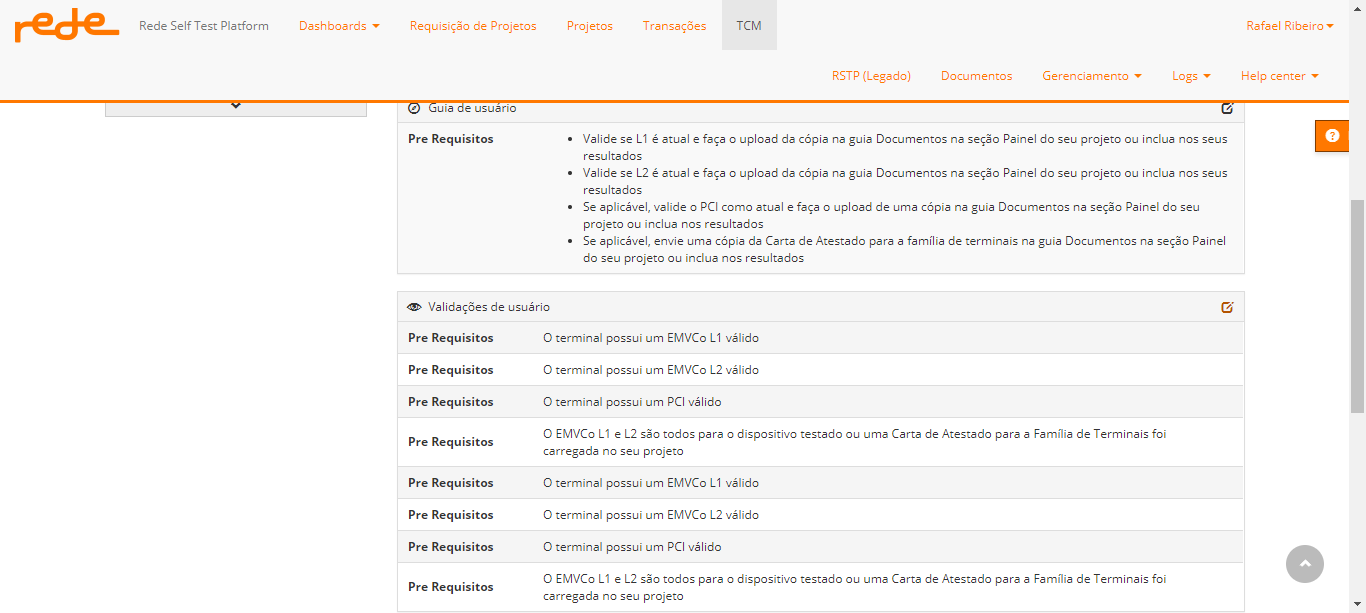 rede Rede Self Test Platform Dashboards Requisição de Projetos Projetos Transações TCM Rafael Ribeiro
RSTP (Legado) Documentos Gerenciamento Logs Help center
Guia de usuário
Pre Requisitos
Valide se L1 é atual e faça o upload da cópia na guia Documentos na seção Painel do seu projeto ou inclua nos seus
resultados
Valide se L2 é atual e faça o upload da cópia na guia Documentos na seção Painel do seu projeto ou inclua nos seus
resultados
Se aplicável, valide o PCI como atual e faça o upload de uma cópia na guia Documentos na seção Painel do seu
projeto ou inclua nos resultados
Se aplicável, envie uma cópia da Carta de Atestado para a família de terminais na guia Documentos na seção Painel
do seu projeto ou inclua nos resultados
Validações de usuário
Pre Requisitos O terminal possui um EMVCo L1 válido
Pre Requisitos O terminal possui um EMVCo L2 válido
Pre Requisitos O terminal possui um PCI válido
Pre Requisitos O EMVCo L1 e L2 são todos para o dispositivo testado ou uma Carta de Atestado para a Família de Terminais foi
carregada no seu projeto
Pre Requisitos O terminal possui um EMVCo L1 válido
Pre Requisitos O terminal possui um EMVCo L2 válido
Pre Requisitos O terminal possui um PCI válido
Pre Requisitos O EMVCo L1 e L2 são todos para o dispositivo testado ou uma Carta de Atestado para a Família de Terminais foi
carregada no seu projeto